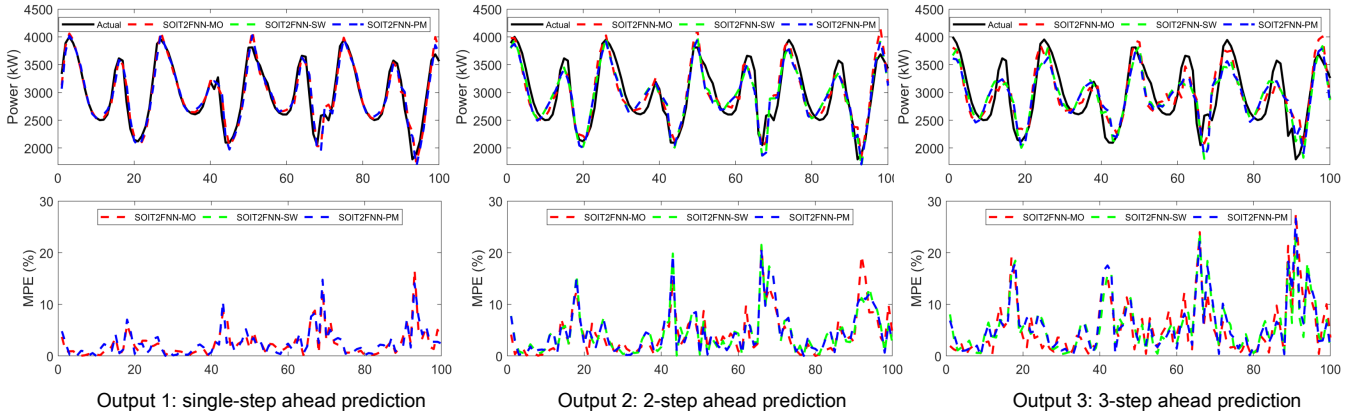 4500
4000
3500
3000
2500
2000
Power (kW)
Actual SOIT2FNN-MO SOIT2FNN-SW SOIT2FNN-PM
0 20 40 60 80 100
4500
4000
3500
3000
2500
2000
Power (kW)
Actual SOIT2FNN-MO SOIT2FNN-SW SOIT2FNN-PM
0 20 40 60 80 100
4500
4000
3500
3000
2500
2000
Power (kW)
Actual SOIT2FNN-MO SOIT2FNN-SW SOIT2FNN-PM
0 20 40 60 80 100
30
20
10
0
MPE (%)
SOIT2FNN-MO SOIT2FNN-SW SOIT2FNN-PM
0 20 40 60 80 100
30
20
10
0
MPE (%)
SOIT2FNN-MO SOIT2FNN-SW SOIT2FNN-PM
0 20 40 60 80 100
30
20
10
0
MPE (%)
SOIT2FNN-MO SOIT2FNN-SW SOIT2FNN-PM
0 20 40 60 80 100
Output 1: single-step ahead prediction
Output 2: 2-step ahead prediction
Output 3: 3-step ahead prediction